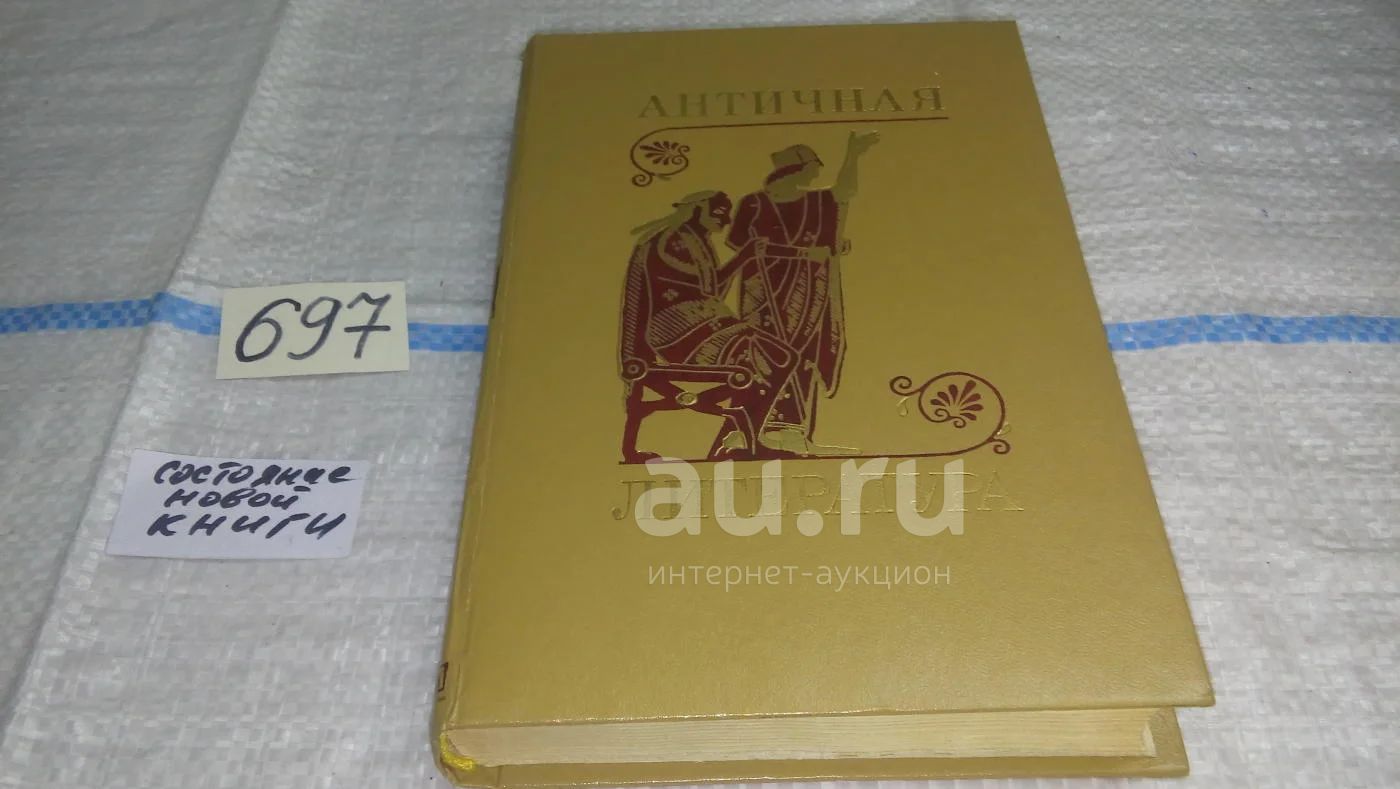 АНТИЧНАЯ
ЛИТЕРАТУРА
697
состояние
новой
книги
au.ru
интернет-аукцион